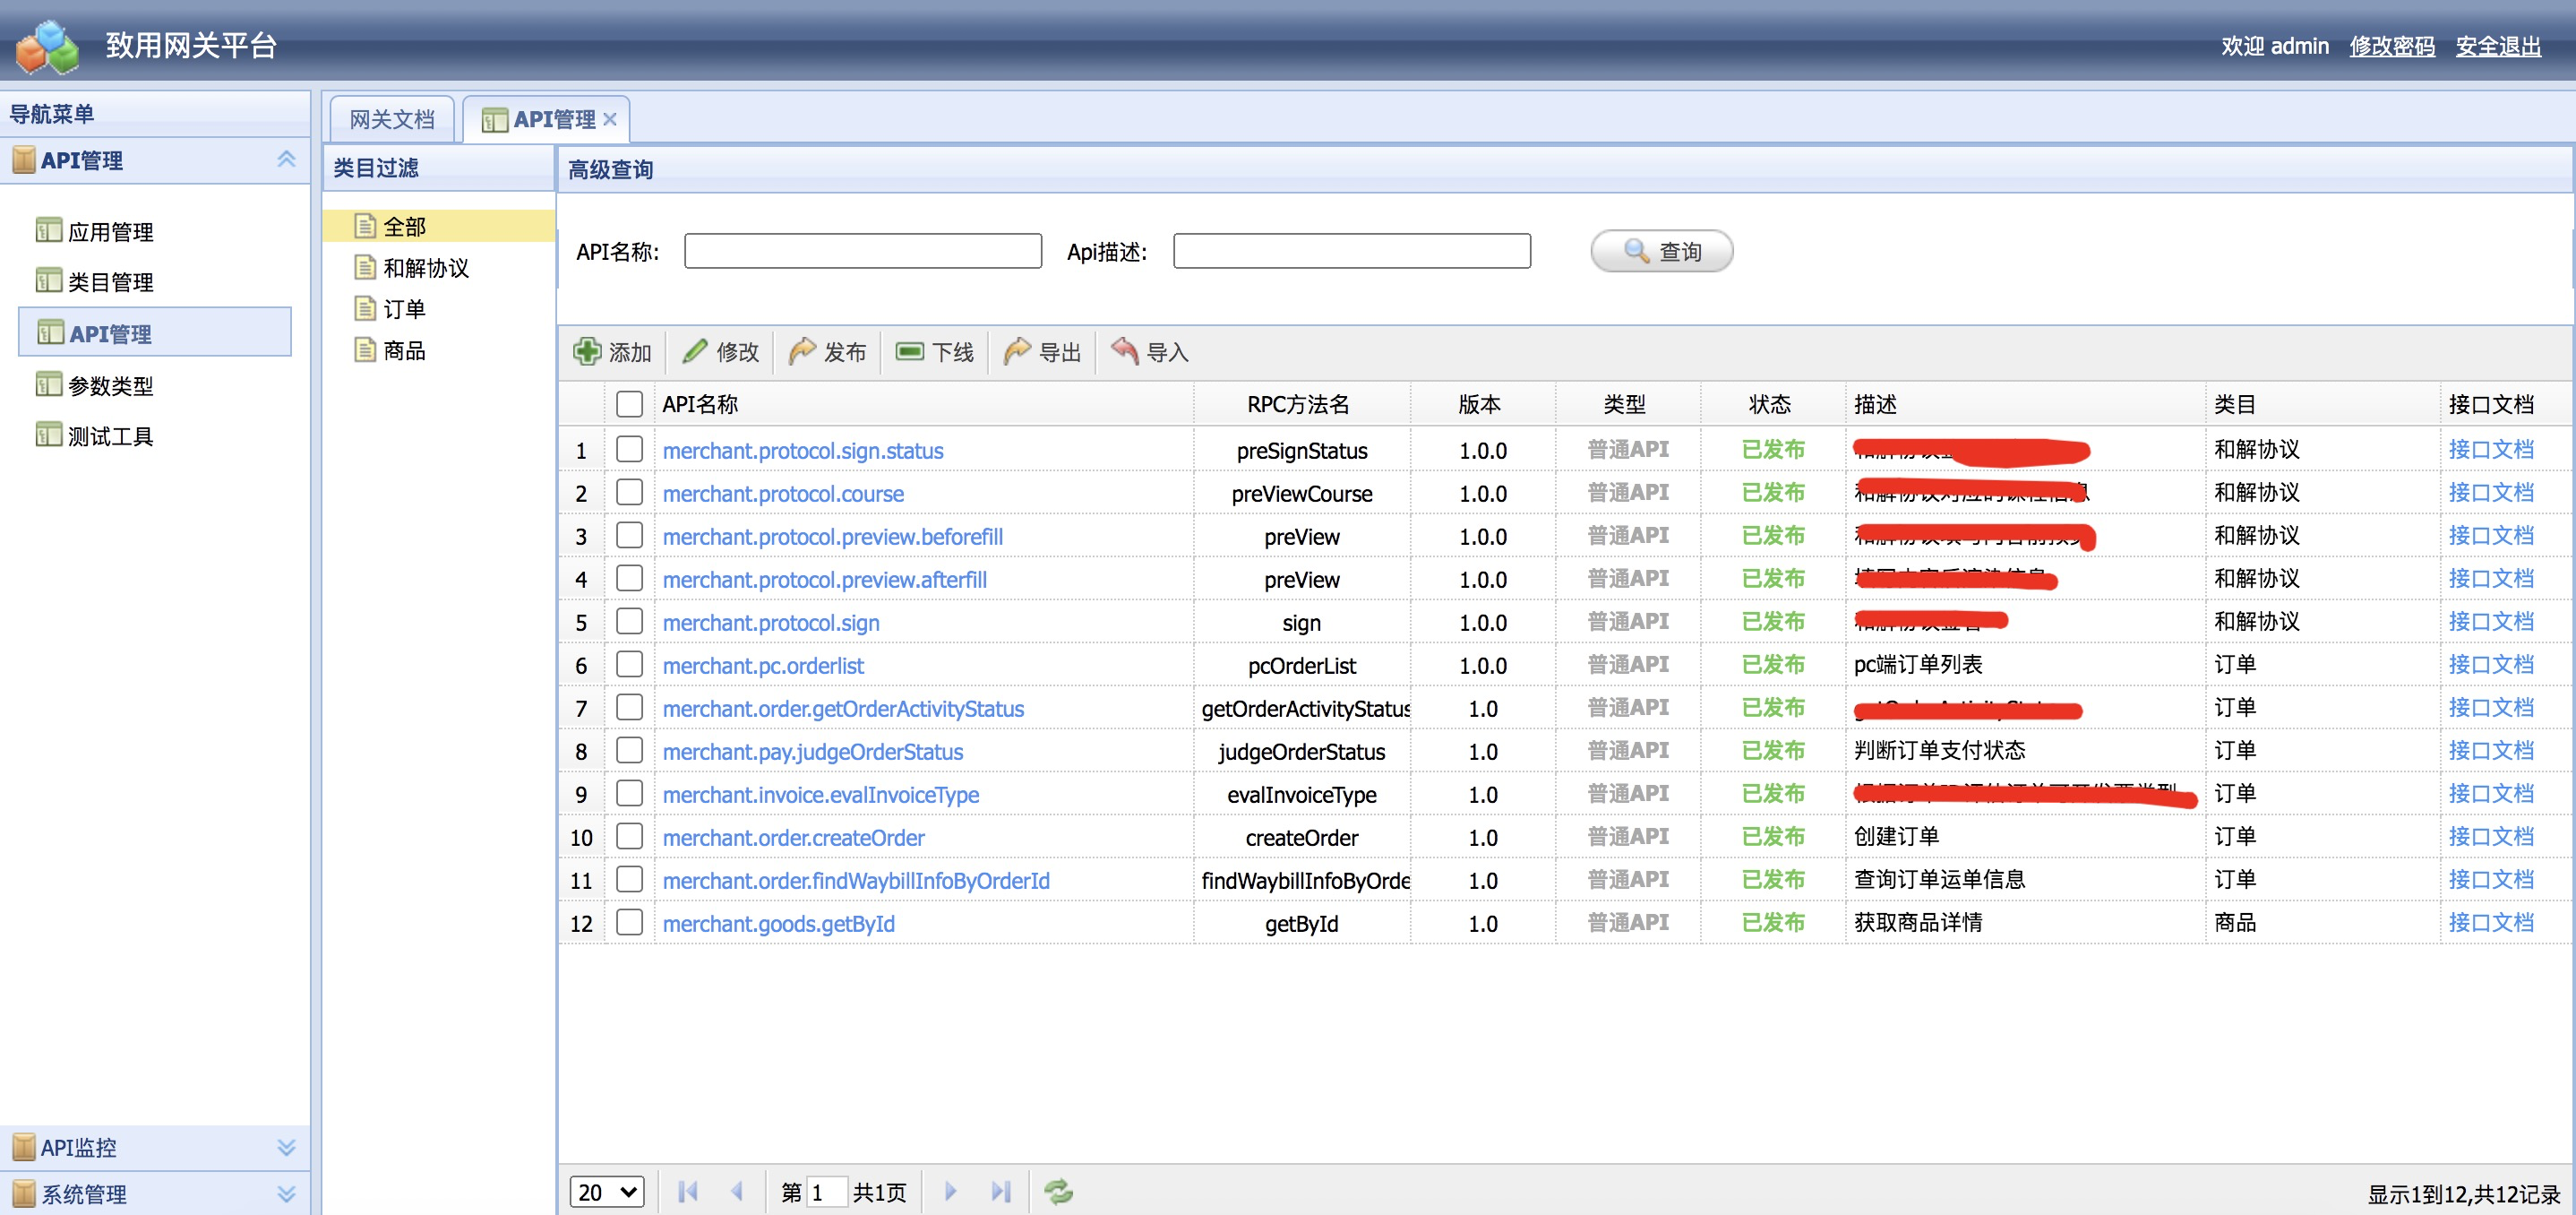 致用网关平台
欢迎 admin 修改密码 安全退出
导航菜单
API管理
应用管理
类目管理
API管理
参数类型
测试工具
API监控
系统管理
网关文档 API管理
类目过滤
全部
和解协议
订单
商品
高级查询
API名称: Api描述: 查询
添加 修改 发布 下线 导出 导入
API名称 RPC方法名 版本 类型 状态 描述 类目 接口文档
1 merchant.protocol.sign.status preSignStatus 1.0.0 普通API 已发布 和解协议 接口文档
2 merchant.protocol.course preViewCourse 1.0.0 普通API 已发布 和解协议 接口文档
3 merchant.protocol.preview.beforefill preView 1.0.0 普通API 已发布 和解协议 接口文档
4 merchant.protocol.preview.afterfill preView 1.0.0 普通API 已发布 和解协议 接口文档
5 merchant.protocol.sign sign 1.0.0 普通API 已发布 和解协议 接口文档
6 merchant.pc.orderlist pcOrderList 1.0.0 普通API 已发布 pc端订单列表 订单 接口文档
7 merchant.order.getOrderActivityStatus getOrderActivityStatus 1.0 普通API 已发布 订单 接口文档
8 merchant.pay.judgeOrderStatus judgeOrderStatus 1.0 普通API 已发布 判断订单支付状态 订单 接口文档
9 merchant.invoice.evalInvoiceType evalInvoiceType 1.0 普通API 已发布 订单 接口文档
10 merchant.order.createOrder createOrder 1.0 普通API 已发布 创建订单 订单 接口文档
11 merchant.order.findWaybillInfoByOrderId findWaybillInfoByOrde 1.0 普通API 已发布 查询订单运单信息 订单 接口文档
12 merchant.goods.getById getById 1.0 普通API 已发布 获取商品详情 商品 接口文档
20 第 1 共1页 显示1到12,共12记录